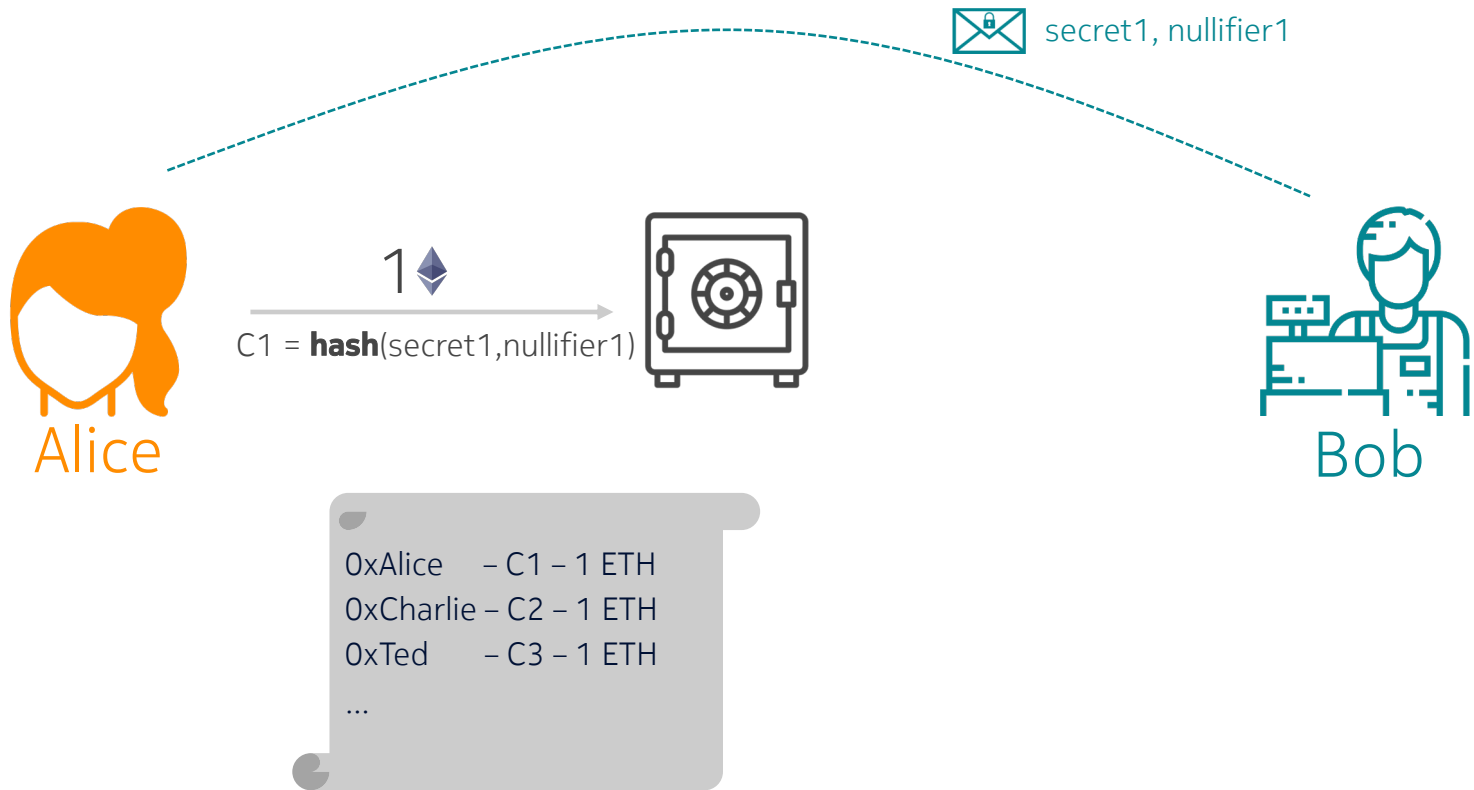 secret1, nullifier1
1
C1 = hash(secret1,nullifier1)
Alice
Bob
0xAlice – C1 – 1 ETH
0xCharlie – C2 – 1 ETH
0xTed – C3 – 1 ETH
...